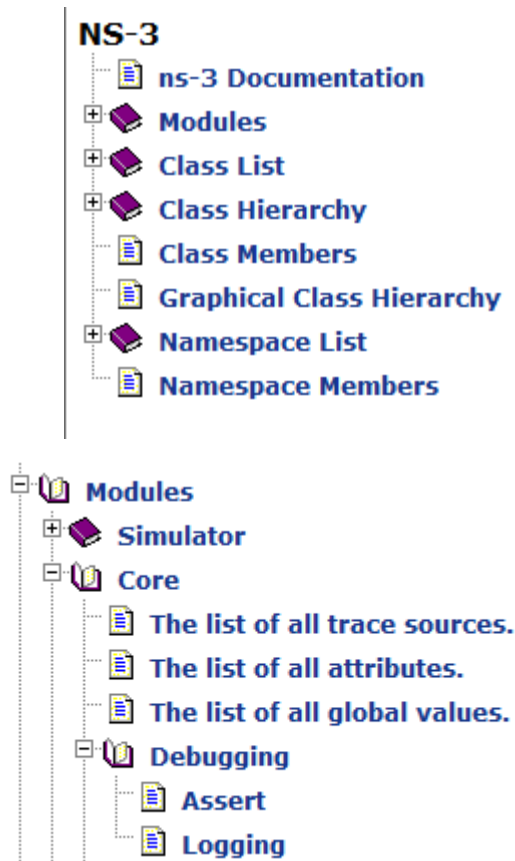 NS-3
ns-3 Documentation
Modules
Class List
Class Hierarchy
Class Members
Graphical Class Hierarchy
Namespace List
Namespace Members
Modules
Simulator
Core
The list of all trace sources.
The list of all attributes.
The list of all global values.
Debugging
Assert
Logging